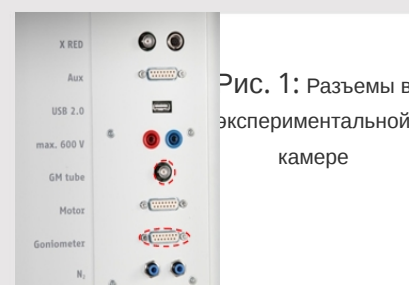 X RED
Aux
USB 2.0
max. 600 V
GM tube
Motor
Goniometer
N₂
Рис. 1: Разъемы в
экспериментальной
камере